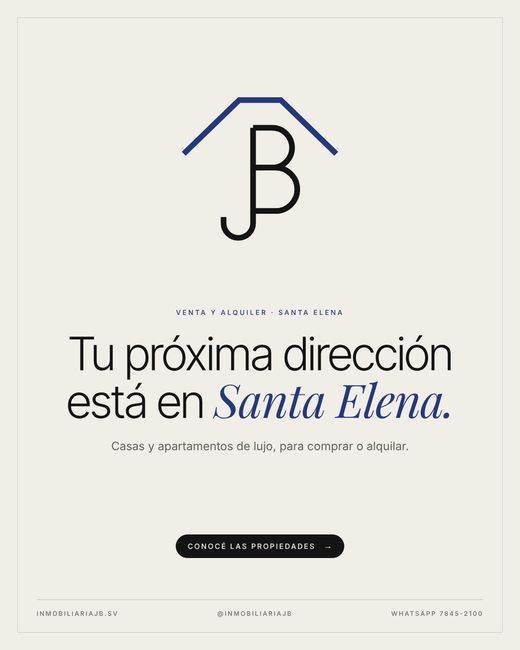 JB
VENTA Y ALQUILER · SANTA ELENA
Tu próxima dirección
está en Santa Elena.
Casas y apartamentos de lujo, para comprar o alquilar.
CONOCÉ LAS PROPIEDADES →
INMOBILIARIAJB.SV @INMOBILIARIAJB WHATSAPP 7845-2100